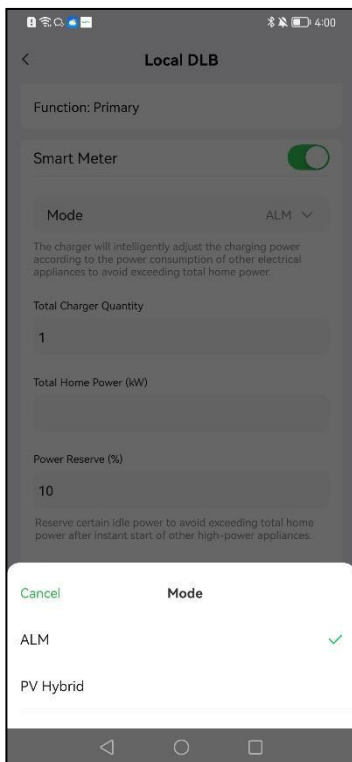 4:00
Local DLB
Function: Primary
Smart Meter
Mode ALM
The charger will intelligently adjust the charging power
according to the power consumption of other electrical
appliances to avoid exceeding total home power.
Total Charger Quantity
1
Total Home Power (kW)
Power Reserve (%)
10
Reserve certain idle power to avoid exceeding total home
power after instant start of other high-power appliances.
Cancel Mode
ALM
PV Hybrid